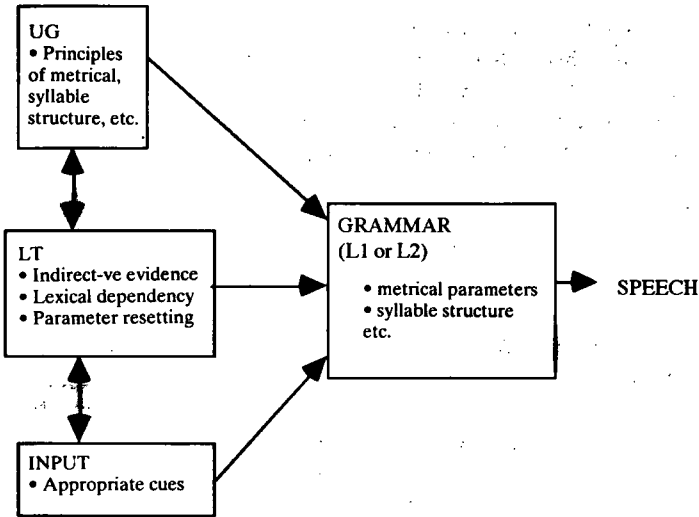 UG
• Principles
of metrical,
syllable
structure, etc.
LT
• Indirect-ve evidence
• Lexical dependency
• Parameter resetting
INPUT
• Appropriate cues
GRAMMAR
(L1 or L2)
• metrical parameters
• syllable structure
etc.
SPEECH